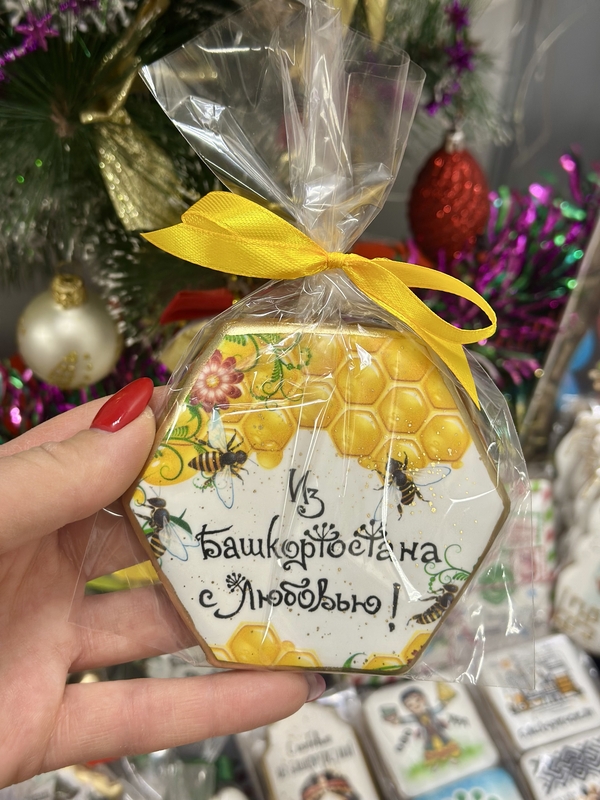 Из
Башкортостана
с Любовью!